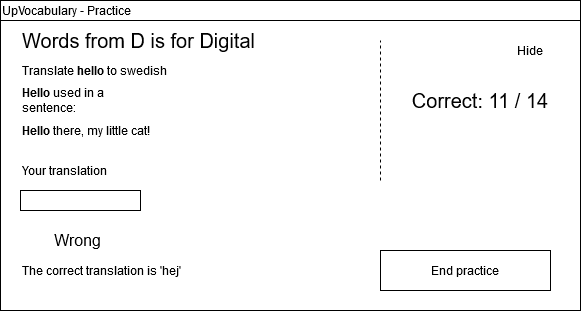 UpVocabulary - Practice
Words from D is for Digital
Hide
Translate hello to swedish
Hello used in a
sentence:
Correct: 11 / 14
Hello there, my little cat!
Your translation
Wrong
The correct translation is 'hej'
End practice